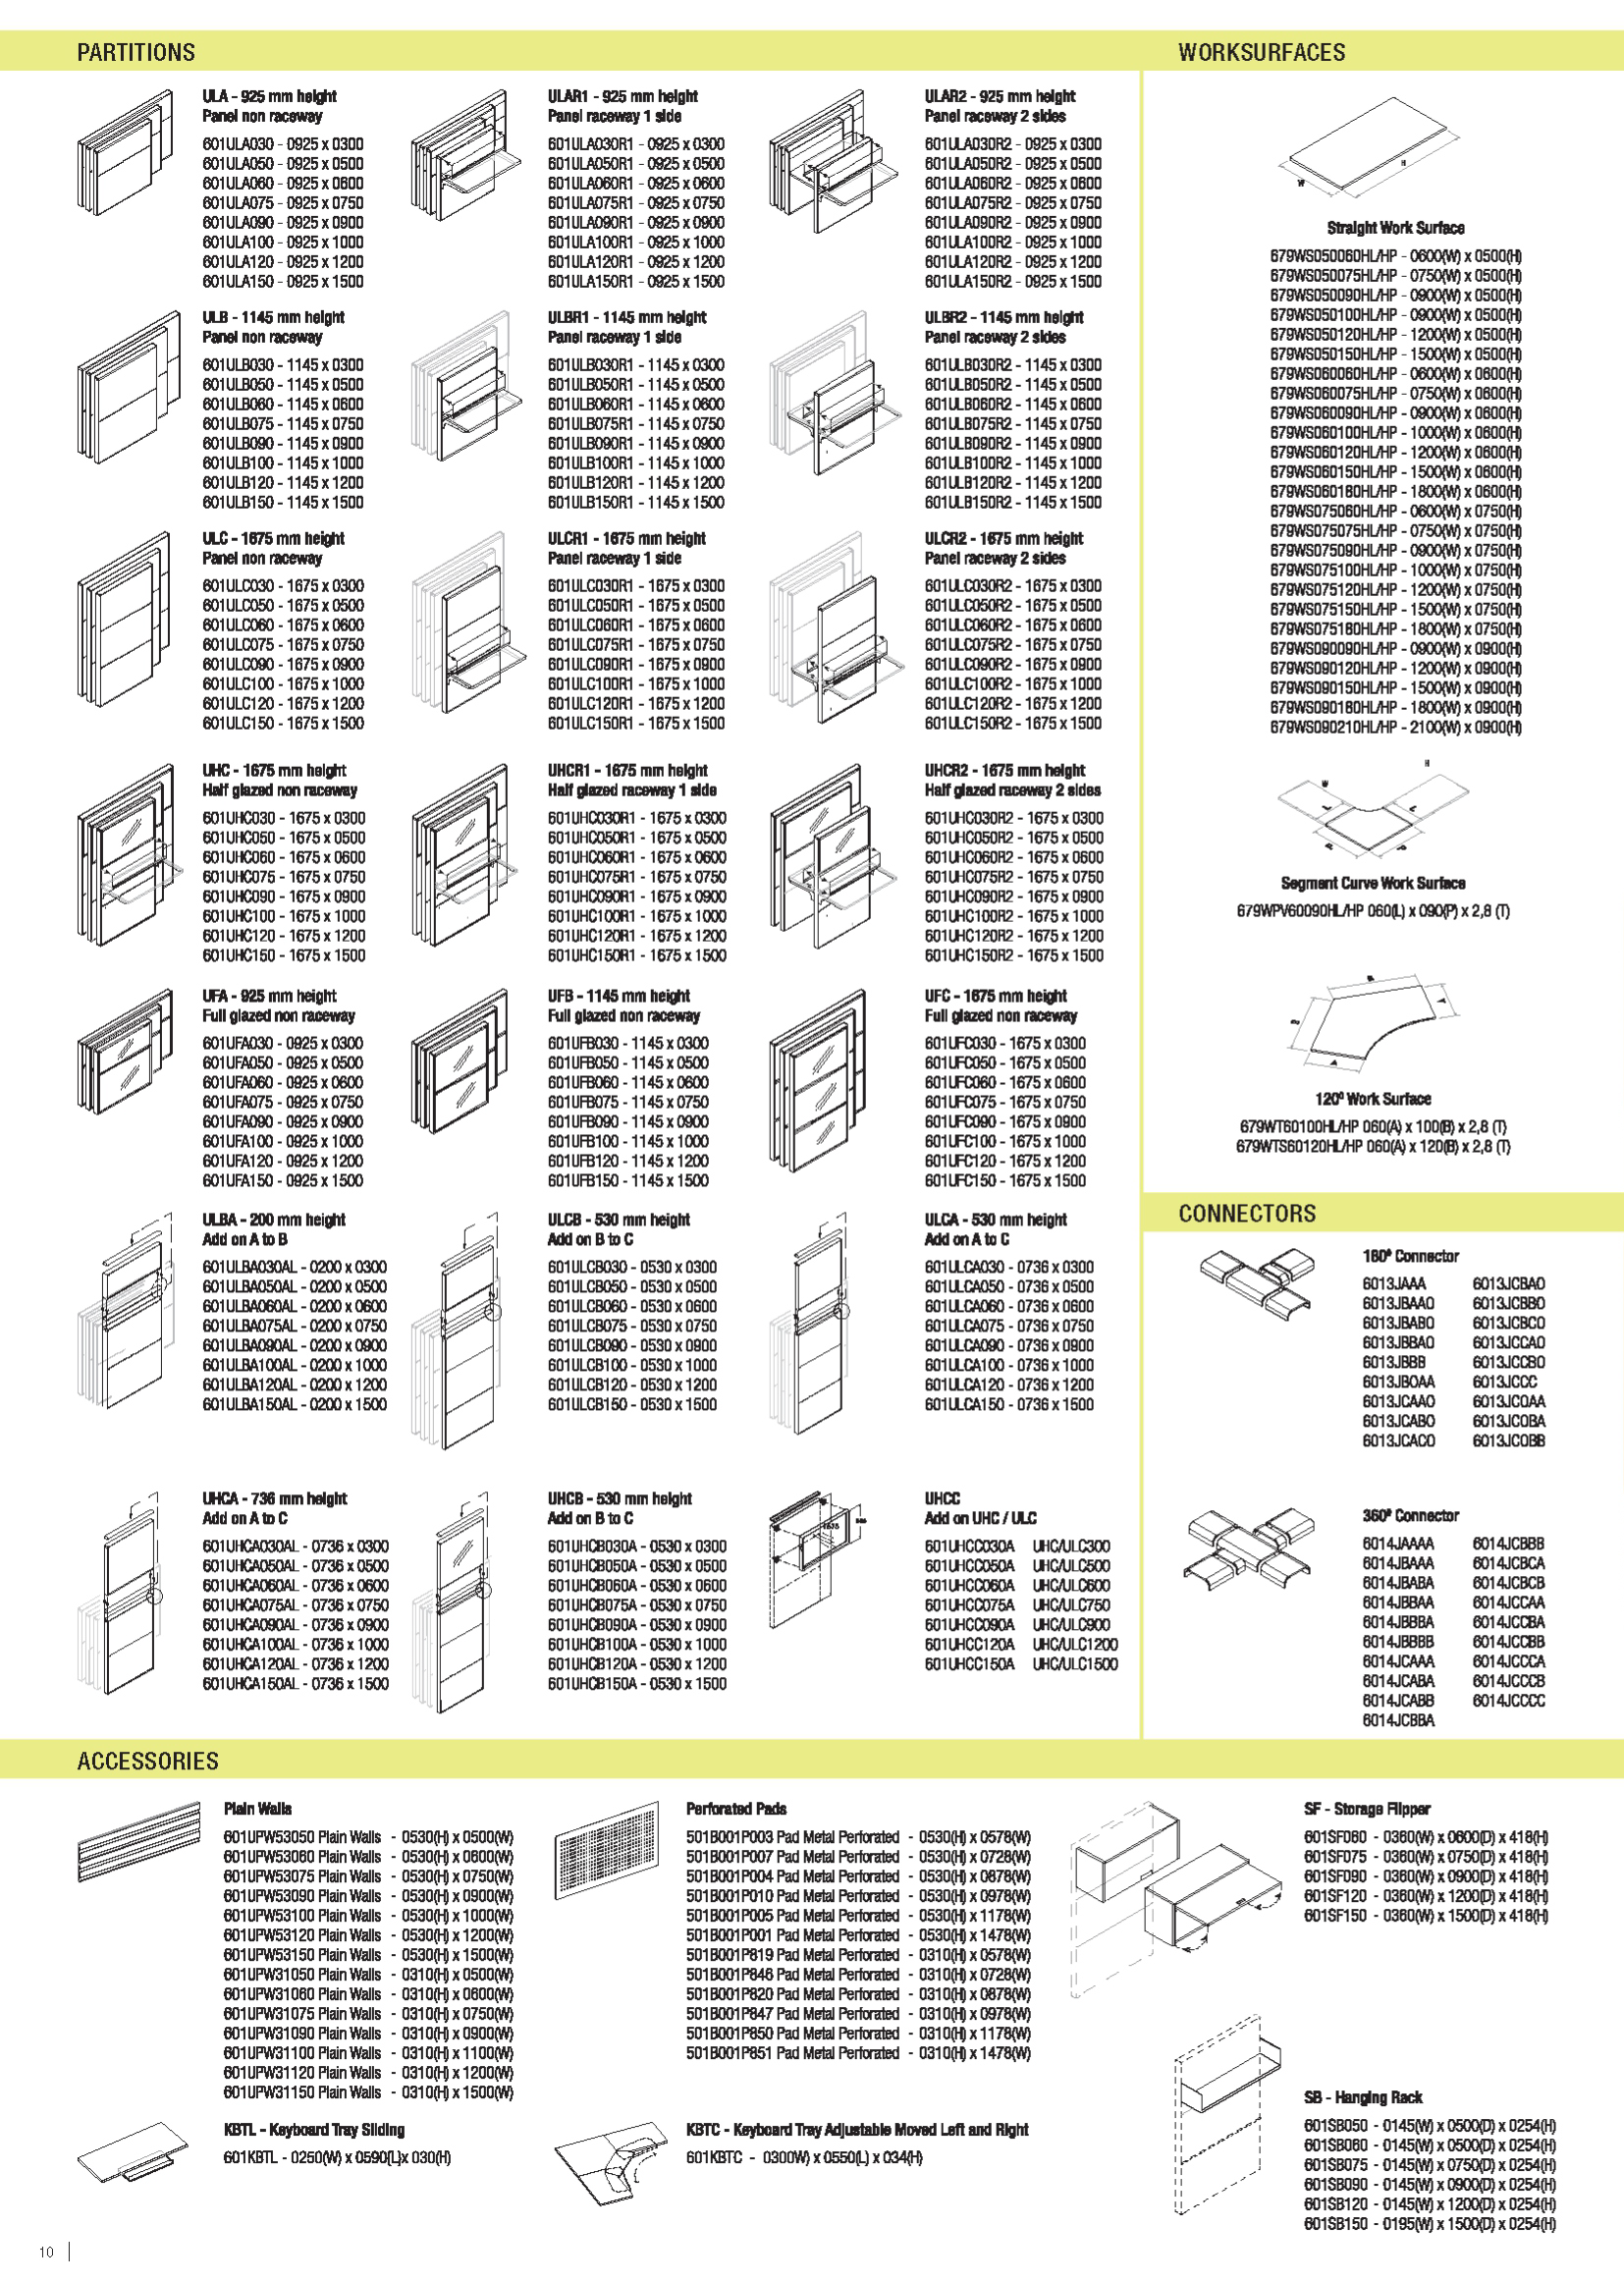 PARTITIONS
ULA - 925 mm height
Panel non raceway
601ULA030 - 0925 x 0300
601ULA050 - 0925 x 0500
601ULA060 - 0925 x 0600
601ULA075 - 0925 x 0750
601ULA090 - 0925 x 0900
601ULA100 - 0925 x 1000
601ULA120 - 0925 x 1200
601ULA150 - 0925 x 1500
ULAR1 - 925 mm height
Panel raceway 1 side
601ULA030R1 - 0925 x 0300
601ULA050R1 - 0925 x 0500
601ULA060R1 - 0925 x 0600
601ULA075R1 - 0925 x 0750
601ULA090R1 - 0925 x 0900
601ULA100R1 - 0925 x 1000
601ULA120R1 - 0925 x 1200
601ULA150R1 - 0925 x 1500
ULAR2 - 925 mm height
Panel raceway 2 sides
601ULA030R2 - 0925 x 0300
601ULA050R2 - 0925 x 0500
601ULA060R2 - 0925 x 0600
601ULA075R2 - 0925 x 0750
601ULA090R2 - 0925 x 0900
601ULA100R2 - 0925 x 1000
601ULA120R2 - 0925 x 1200
601ULA150R2 - 0925 x 1500
ULB - 1145 mm height
Panel non raceway
601ULB030 - 1145 x 0300
601ULB050 - 1145 x 0500
601ULB060 - 1145 x 0600
601ULB075 - 1145 x 0750
601ULB090 - 1145 x 0900
601ULB100 - 1145 x 1000
601ULB120 - 1145 x 1200
601ULB150 - 1145 x 1500
ULBR1 - 1145 mm height
Panel raceway 1 side
601ULB030R1 - 1145 x 0300
601ULB050R1 - 1145 x 0500
601ULB060R1 - 1145 x 0600
601ULB075R1 - 1145 x 0750
601ULB090R1 - 1145 x 0900
601ULB100R1 - 1145 x 1000
601ULB120R1 - 1145 x 1200
601ULB150R1 - 1145 x 1500
ULBR2 - 1145 mm height
Panel raceway 2 sides
601ULB030R2 - 1145 x 0300
601ULB050R2 - 1145 x 0500
601ULB060R2 - 1145 x 0600
601ULB075R2 - 1145 x 0750
601ULB090R2 - 1145 x 0900
601ULB100R2 - 1145 x 1000
601ULB120R2 - 1145 x 1200
601ULB150R2 - 1145 x 1500
ULC - 1675 mm height
Panel non raceway
601ULC030 - 1675 x 0300
601ULC050 - 1675 x 0500
601ULC060 - 1675 x 0600
601ULC075 - 1675 x 0750
601ULC090 - 1675 x 0900
601ULC100 - 1675 x 1000
601ULC120 - 1675 x 1200
601ULC150 - 1675 x 1500
ULCR1 - 1675 mm height
Panel raceway 1 side
601ULC030R1 - 1675 x 0300
601ULC050R1 - 1675 x 0500
601ULC060R1 - 1675 x 0600
601ULC075R1 - 1675 x 0750
601ULC090R1 - 1675 x 0900
601ULC100R1 - 1675 x 1000
601ULC120R1 - 1675 x 1200
601ULC150R1 - 1675 x 1500
ULCR2 - 1675 mm height
Panel raceway 2 sides
601ULC030R2 - 1675 x 0300
601ULC050R2 - 1675 x 0500
601ULC060R2 - 1675 x 0600
601ULC075R2 - 1675 x 0750
601ULC090R2 - 1675 x 0900
601ULC100R2 - 1675 x 1000
601ULC120R2 - 1675 x 1200
601ULC150R2 - 1675 x 1500
UHC - 1675 mm height
Half glazed non raceway
601UHC030 - 1675 x 0300
601UHC050 - 1675 x 0500
601UHC060 - 1675 x 0600
601UHC075 - 1675 x 0750
601UHC090 - 1675 x 0900
601UHC100 - 1675 x 1000
601UHC120 - 1675 x 1200
601UHC150 - 1675 x 1500
UHCR1 - 1675 mm height
Half glazed raceway 1 side
601UHC030R1 - 1675 x 0300
601UHC050R1 - 1675 x 0500
601UHC060R1 - 1675 x 0600
601UHC075R1 - 1675 x 0750
601UHC090R1 - 1675 x 0900
601UHC100R1 - 1675 x 1000
601UHC120R1 - 1675 x 1200
601UHC150R1 - 1675 x 1500
UHCR2 - 1675 mm height
Half glazed raceway 2 sides
601UHC030R2 - 1675 x 0300
601UHC050R2 - 1675 x 0500
601UHC060R2 - 1675 x 0600
601UHC075R2 - 1675 x 0750
601UHC090R2 - 1675 x 0900
601UHC100R2 - 1675 x 1000
601UHC120R2 - 1675 x 1200
601UHC150R2 - 1675 x 1500
UFA - 925 mm height
Full glazed non raceway
601UFA030 - 0925 x 0300
601UFA050 - 0925 x 0500
601UFA060 - 0925 x 0600
601UFA075 - 0925 x 0750
601UFA090 - 0925 x 0900
601UFA100 - 0925 x 1000
601UFA120 - 0925 x 1200
601UFA150 - 0925 x 1500
UFB - 1145 mm height
Full glazed non raceway
601UFB030 - 1145 x 0300
601UFB050 - 1145 x 0500
601UFB060 - 1145 x 0600
601UFB075 - 1145 x 0750
601UFB090 - 1145 x 0900
601UFB100 - 1145 x 1000
601UFB120 - 1145 x 1200
601UFB150 - 1145 x 1500
UFC - 1675 mm height
Full glazed non raceway
601UFC030 - 1675 x 0300
601UFC050 - 1675 x 0500
601UFC060 - 1675 x 0600
601UFC075 - 1675 x 0750
601UFC090 - 1675 x 0900
601UFC100 - 1675 x 1000
601UFC120 - 1675 x 1200
601UFC150 - 1675 x 1500
ULBA - 200 mm height
Add on A to B
601ULBA030AL - 0200 x 0300
601ULBA050AL - 0200 x 0500
601ULBA060AL - 0200 x 0600
601ULBA075AL - 0200 x 0750
601ULBA090AL - 0200 x 0900
601ULBA100AL - 0200 x 1000
601ULBA120AL - 0200 x 1200
601ULBA150AL - 0200 x 1500
ULCB - 530 mm height
Add on B to C
601ULCB030 - 0530 x 0300
601ULCB050 - 0530 x 0500
601ULCB060 - 0530 x 0600
601ULCB075 - 0530 x 0750
601ULCB090 - 0530 x 0900
601ULCB100 - 0530 x 1000
601ULCB120 - 0530 x 1200
601ULCB150 - 0530 x 1500
ULCA - 530 mm height
Add on A to C
601ULCA030 - 0736 x 0300
601ULCA050 - 0736 x 0500
601ULCA060 - 0736 x 0600
601ULCA075 - 0736 x 0750
601ULCA090 - 0736 x 0900
601ULCA100 - 0736 x 1000
601ULCA120 - 0736 x 1200
601ULCA150 - 0736 x 1500
UHCA - 736 mm height
Add on A to C
601UHCA030AL - 0736 x 0300
601UHCA050AL - 0736 x 0500
601UHCA060AL - 0736 x 0600
601UHCA075AL - 0736 x 0750
601UHCA090AL - 0736 x 0900
601UHCA100AL - 0736 x 1000
601UHCA120AL - 0736 x 1200
601UHCA150AL - 0736 x 1500
UHCB - 530 mm height
Add on B to C
601UHCB030A - 0530 x 0300
601UHCB050A - 0530 x 0500
601UHCB060A - 0530 x 0600
601UHCB075A - 0530 x 0750
601UHCB090A - 0530 x 0900
601UHCB100A - 0530 x 1000
601UHCB120A - 0530 x 1200
601UHCB150A - 0530 x 1500
UHCC
Add on UHC / ULC
601UHCC030A UHC/ULC300
601UHCC050A UHC/ULC500
601UHCC060A UHC/ULC600
601UHCC075A UHC/ULC750
601UHCC090A UHC/ULC900
601UHCC120A UHC/ULC1200
601UHCC150A UHC/ULC1500
WORKSURFACES
W
H
Straight Work Surface
679WS050060HL/HP - 0600(W) x 0500(H)
679WS050075HL/HP - 0750(W) x 0500(H)
679WS050090HL/HP - 0900(W) x 0500(H)
679WS050100HL/HP - 0900(W) x 0500(H)
679WS050120HL/HP - 1200(W) x 0500(H)
679WS050150HL/HP - 1500(W) x 0500(H)
679WS060060HL/HP - 0600(W) x 0600(H)
679WS060075HL/HP - 0750(W) x 0600(H)
679WS060090HL/HP - 0900(W) x 0600(H)
679WS060100HL/HP - 1000(W) x 0600(H)
679WS060120HL/HP - 1200(W) x 0600(H)
679WS060150HL/HP - 1500(W) x 0600(H)
679WS060180HL/HP - 1800(W) x 0600(H)
679WS075060HL/HP - 0600(W) x 0750(H)
679WS075075HL/HP - 0750(W) x 0750(H)
679WS075090HL/HP - 0900(W) x 0750(H)
679WS075100HL/HP - 1000(W) x 0750(H)
679WS075120HL/HP - 1200(W) x 0750(H)
679WS075150HL/HP - 1500(W) x 0750(H)
679WS075180HL/HP - 1800(W) x 0750(H)
679WS090090HL/HP - 0900(W) x 0900(H)
679WS090120HL/HP - 1200(W) x 0900(H)
679WS090150HL/HP - 1500(W) x 0900(H)
679WS090180HL/HP - 1800(W) x 0900(H)
679WS090210HL/HP - 2100(W) x 0900(H)
Segment Curve Work Surface
679WPV60090HL/HP 060(L) x 090(P) x 2,8 (T)
120º Work Surface
679WT60100HL/HP 060(A) x 100(B) x 2,8 (T)
679WTS60120HL/HP 060(A) x 120(B) x 2,8 (T)
CONNECTORS
180º Connector
6013JAAA 6013JCBAO
6013JBAAO 6013JCBBO
6013JBABO 6013JCBCO
6013JBBAO 6013JCCAO
6013JBBB 6013JCCBO
6013JBOAA 6013JCCC
6013JCAAO 6013JCOAA
6013JCABO 6013JCOBA
6013JCACO 6013JCOBB
360º Connector
6014JAAAA 6014JCBBB
6014JBAAA 6014JCBCA
6014JBABA 6014JCBCB
6014JBBAA 6014JCCAA
6014JBBBA 6014JCCBA
6014JBBBB 6014JCCBB
6014JCAAA 6014JCCCA
6014JCABA 6014JCCCB
6014JCABB 6014JCCCC
6014JCBBA
ACCESSORIES
Plain Walls
601UPW53050 Plain Walls - 0530(H) x 0500(W)
601UPW53060 Plain Walls - 0530(H) x 0600(W)
601UPW53075 Plain Walls - 0530(H) x 0750(W)
601UPW53090 Plain Walls - 0530(H) x 0900(W)
601UPW53100 Plain Walls - 0530(H) x 1000(W)
601UPW53120 Plain Walls - 0530(H) x 1200(W)
601UPW53150 Plain Walls - 0530(H) x 1500(W)
601UPW31050 Plain Walls - 0310(H) x 0500(W)
601UPW31060 Plain Walls - 0310(H) x 0600(W)
601UPW31075 Plain Walls - 0310(H) x 0750(W)
601UPW31090 Plain Walls - 0310(H) x 0900(W)
601UPW31100 Plain Walls - 0310(H) x 1100(W)
601UPW31120 Plain Walls - 0310(H) x 1200(W)
601UPW31150 Plain Walls - 0310(H) x 1500(W)
Perforated Pads
501B001P003 Pad Metal Perforated - 0530(H) x 0578(W)
501B001P007 Pad Metal Perforated - 0530(H) x 0728(W)
501B001P004 Pad Metal Perforated - 0530(H) x 0878(W)
501B001P010 Pad Metal Perforated - 0530(H) x 0978(W)
501B001P005 Pad Metal Perforated - 0530(H) x 1178(W)
501B001P001 Pad Metal Perforated - 0530(H) x 1478(W)
501B001P819 Pad Metal Perforated - 0310(H) x 0578(W)
501B001P846 Pad Metal Perforated - 0310(H) x 0728(W)
501B001P820 Pad Metal Perforated - 0310(H) x 0878(W)
501B001P847 Pad Metal Perforated - 0310(H) x 0978(W)
501B001P850 Pad Metal Perforated - 0310(H) x 1178(W)
501B001P851 Pad Metal Perforated - 0310(H) x 1478(W)
SF - Storage Flipper
601SF060 - 0360(W) x 0600(D) x 418(H)
601SF075 - 0360(W) x 0750(D) x 418(H)
601SF090 - 0360(W) x 0900(D) x 418(H)
601SF120 - 0360(W) x 1200(D) x 418(H)
601SF150 - 0360(W) x 1500(D) x 418(H)
SB - Hanging Rack
601SB050 - 0145(W) x 0500(D) x 0254(H)
601SB060 - 0145(W) x 0500(D) x 0254(H)
601SB075 - 0145(W) x 0750(D) x 0254(H)
601SB090 - 0145(W) x 0900(D) x 0254(H)
601SB120 - 0145(W) x 1200(D) x 0254(H)
601SB150 - 0195(W) x 1500(D) x 0254(H)
KBTL - Keyboard Tray Sliding
601KBTL - 0250(W) x 0590(L)x 030(H)
KBTC - Keyboard Tray Adjustable Moved Left and Right
601KBTC - 0300W) x 0550(L) x 034(H)
10